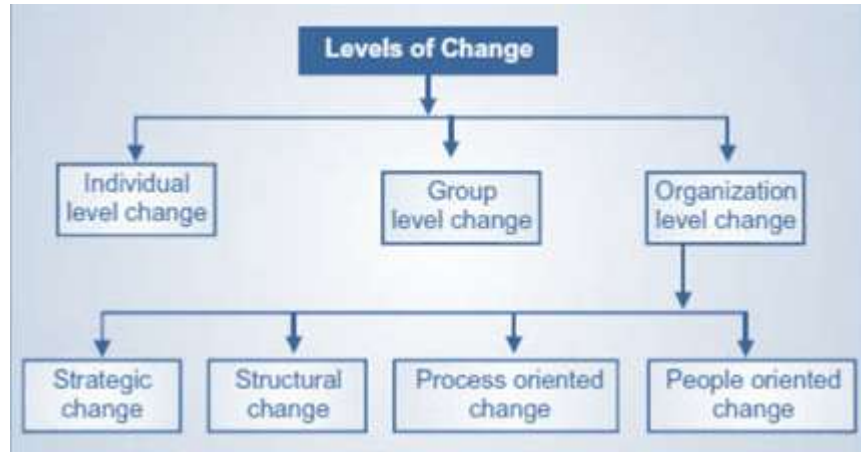 Levels of Change
Individual
level change
Group
level change
Organization
level change
Strategic
change
Structural
change
Process oriented
change
People oriented
change